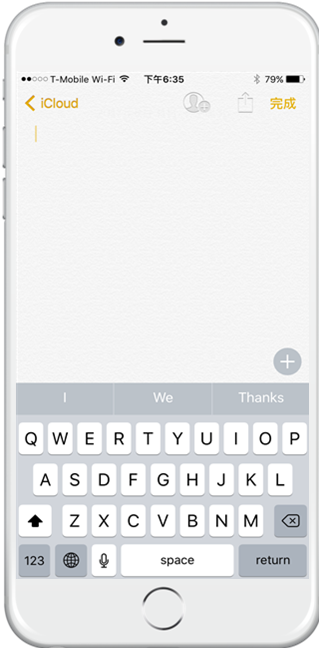 T-Mobile Wi-Fi 下午6:35 79%
iCloud 完成
I We Thanks
Q W E R T Y U I O P
A S D F G H J K L
Z X C V B N M
123 space return